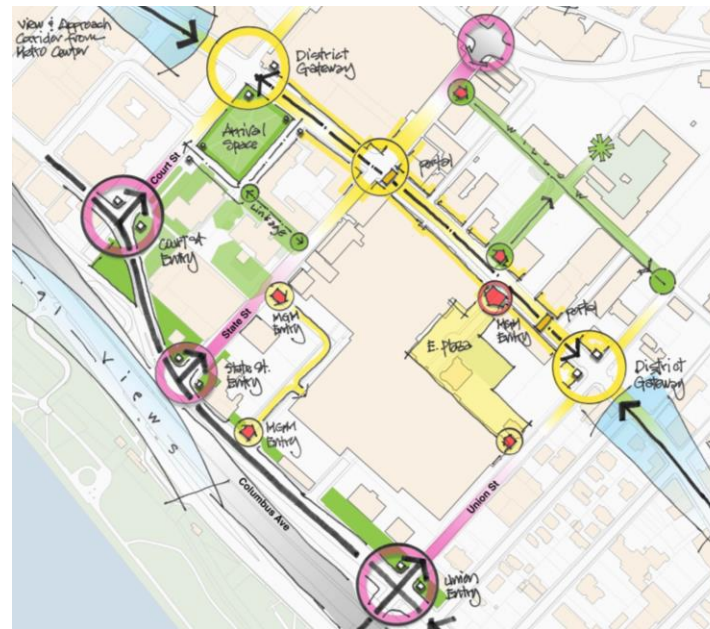 View & Approach
Corridor from
Metro Center
District
Gateway
Arrival
Space
Court St
Portal
WILLOW
Linkage
Court St
Entry
State St
MGM
Entry
MGM
Entry
Portal
E. Plaza
District
Gateway
State St.
Entry
Views
MGM
Entry
Columbus Ave
Union St
Union
Entry